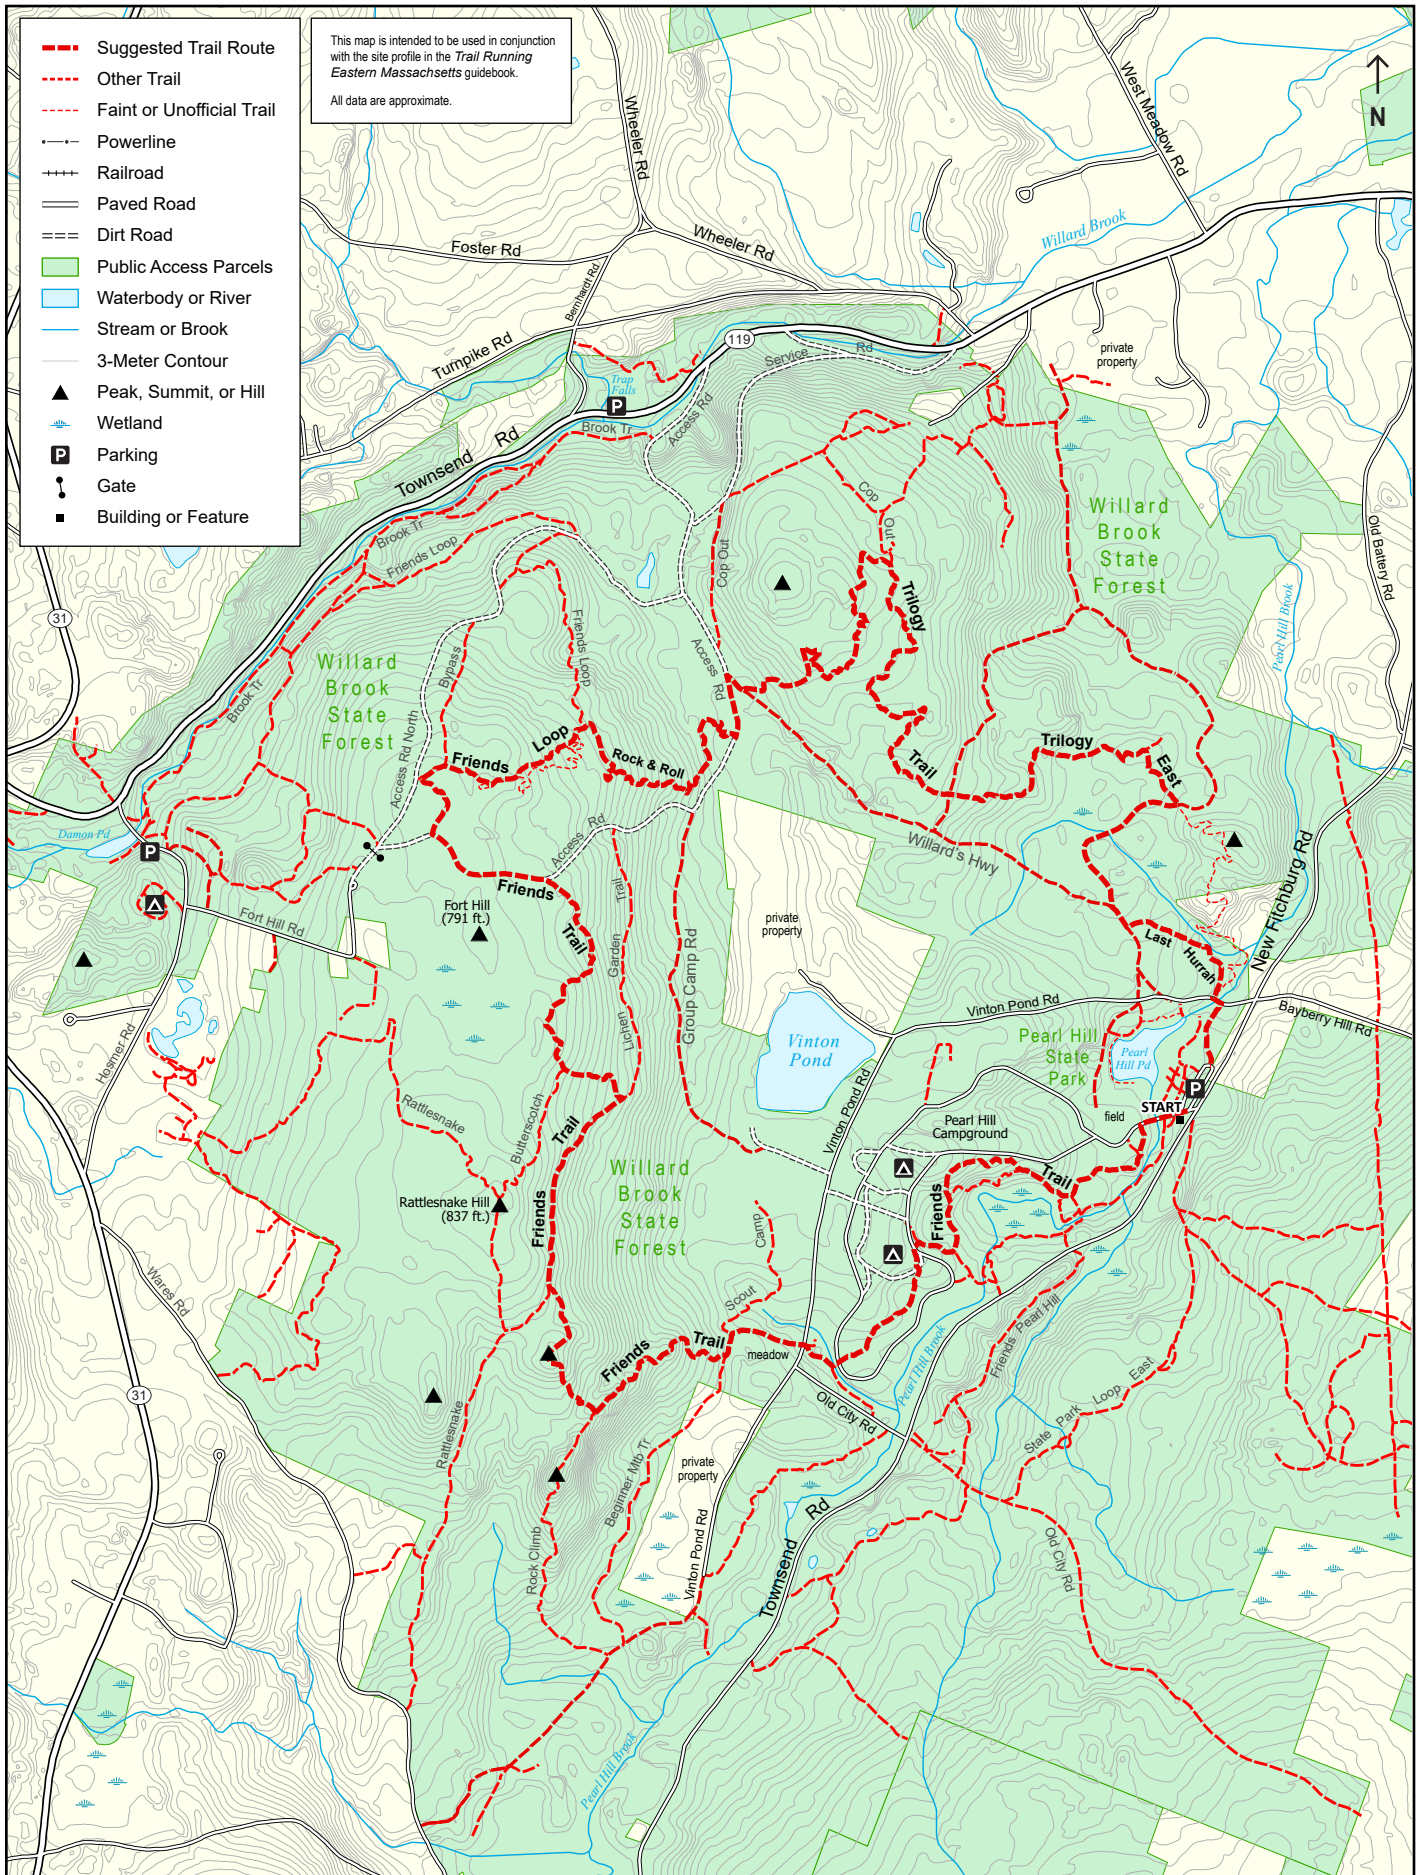 Suggested Trail Route
Other Trail
Faint or Unofficial Trail
Powerline
Railroad
Paved Road
Dirt Road
Public Access Parcels
Waterbody or River
Stream or Brook
3-Meter Contour
Peak, Summit, or Hill
Wetland
P
Parking
Gate
Building or Feature
This map is intended to be used in conjunction
with the site profile in the Trail Running
Eastern Massachsetts guidebook.
All data are approximate.
N
Wheeler Rd
West Meadow Rd
Foster Rd
Wheeler Rd
Willard Brook
Bernhardt Rd
Turnpike Rd
119
Service Rd
private
property
Trap
Falls
P
Access Rd
Brook Tr
Townsend Rd
Cop Out
Willard
Brook
State
Forest
Old Battery Rd
Brook Tr
Friends Loop
Cop Out
Trilogy
Pearl Hill Brook
31
Friends Loop
Access Rd
Willard
Brook
State
Forest
Bypass
Brook Tr
Access Rd North
Friends Loop
Rock & Roll
Trilogy
East
Trail
Damon Pd
P
Access Rd
Willard's Hwy
New Fitchburg Rd
Friends
Trail
Fort Hill
(791 ft.)
Fort Hill Rd
Trail
Garden
Lichen
private
property
Group Camp Rd
Last
Hurrah
Vinton Pond Rd
Bayberry Hill Rd
Hosmer Rd
Vinton
Pond
Pearl Hill
State
Park
Pearl
Hill Pd
P
START
field
Vinton Pond Rd
Pearl Hill
Campground
Rattlesnake
Butterscotch
Trail
Friends
Willard
Brook
State
Forest
Rattlesnake Hill
(837 ft.)
Trail
Friends
Camp
Scout
Wares Rd
Friends
Trail
meadow
Pearl Hill Brook
Friends Pearl Hill
State Park Loop East
Old City Rd
31
Rattlesnake
Beginner Mtb Tr
private
property
Rock Climb
Vinton Pond Rd
Townsend Rd
Old City Rd
Pearl Hill Brook